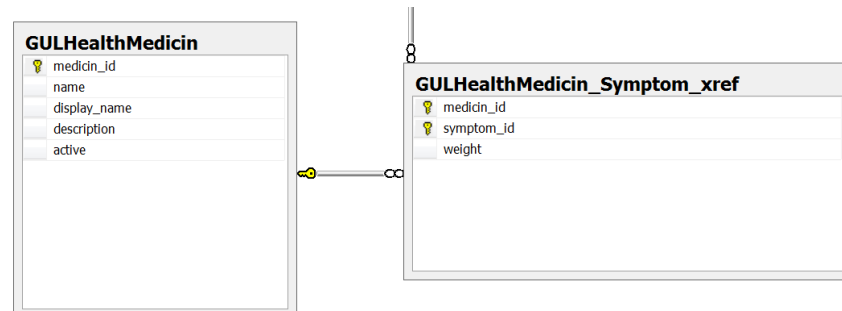 GULHealthMedicin
medicin_id
name
display_name
description
active
GULHealthMedicin_Symptom_xref
medicin_id
symptom_id
weight